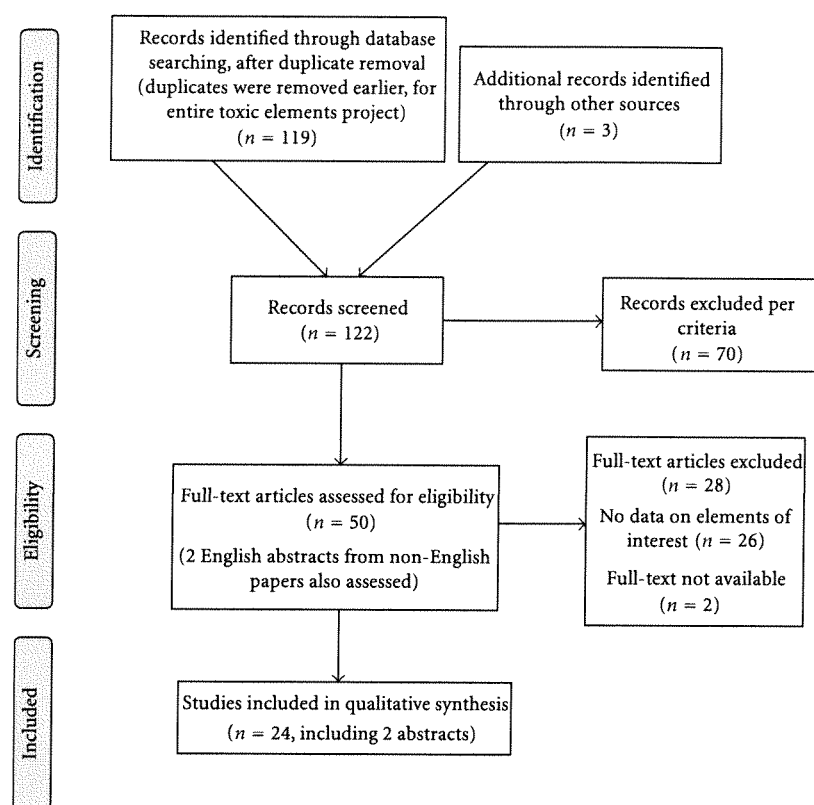 Identification
Records identified through database
searching, after duplicate removal
(duplicates were removed earlier, for
entire toxic elements project)
(n = 119)
Additional records identified
through other sources
(n = 3)
Screening
Records screened
(n = 122)
Records excluded per
criteria
(n = 70)
Eligibility
Full-text articles assessed for eligibility
(n = 50)
(2 English abstracts from non-English
papers also assessed)
Full-text articles excluded
(n = 28)
No data on elements of
interest (n = 26)
Full-text not available
(n = 2)
Included
Studies included in qualitative synthesis
(n = 24, including 2 abstracts)